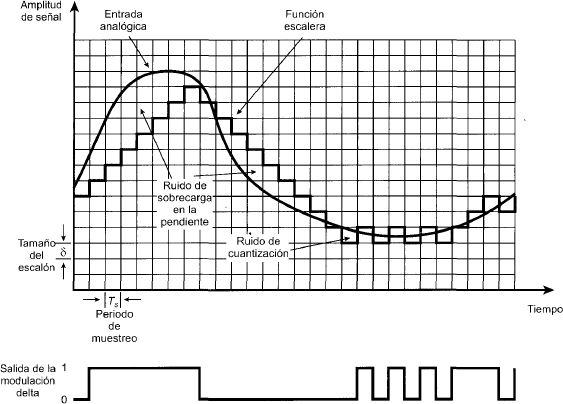 Amplitud
de señal
Entrada
analógica
Función
escalera
Ruido de
sobrecarga
en la
pendiente
Ruido de
cuantización
Tamaño
del
escalón
δ
Tₛ
Periodo
de
muestreo
Tiempo
Salida de la
modulación
delta
1
0